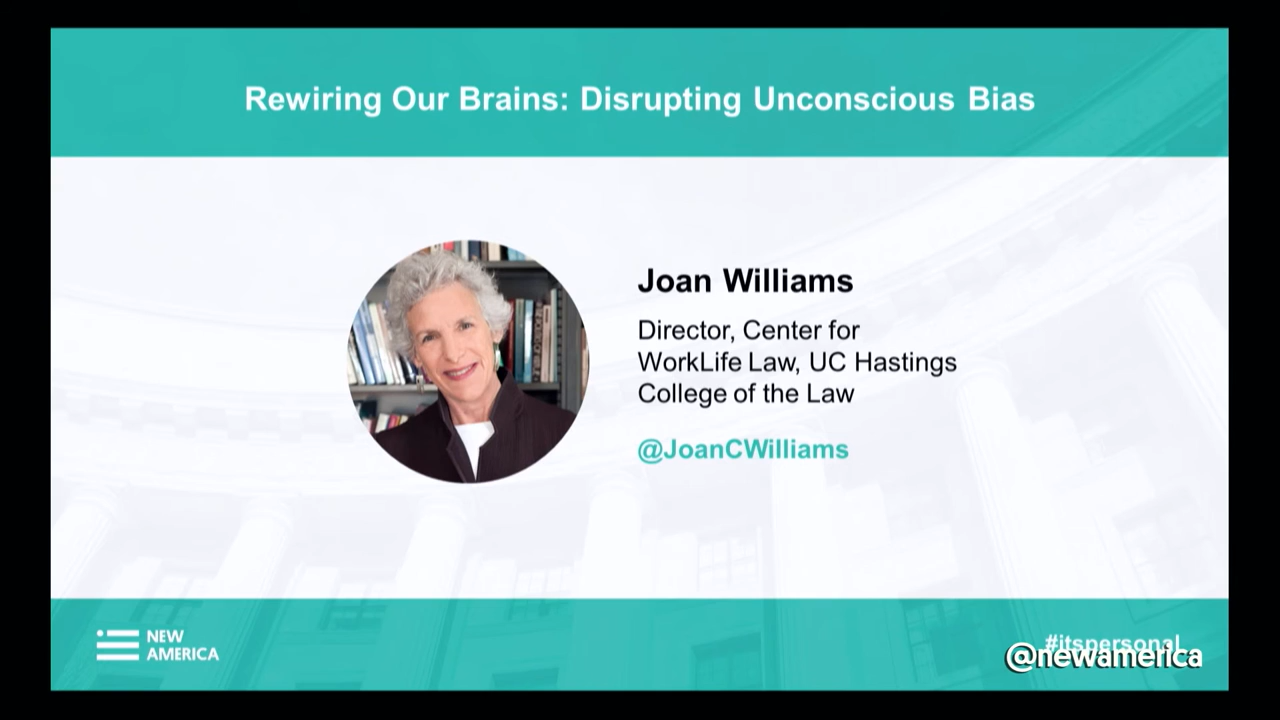 Rewiring Our Brains: Disrupting Unconscious Bias
Joan Williams
Director, Center for
WorkLife Law, UC Hastings
College of the Law
@JoanCWilliams
NEW
AMERICA
#itspersonal
@newamerica